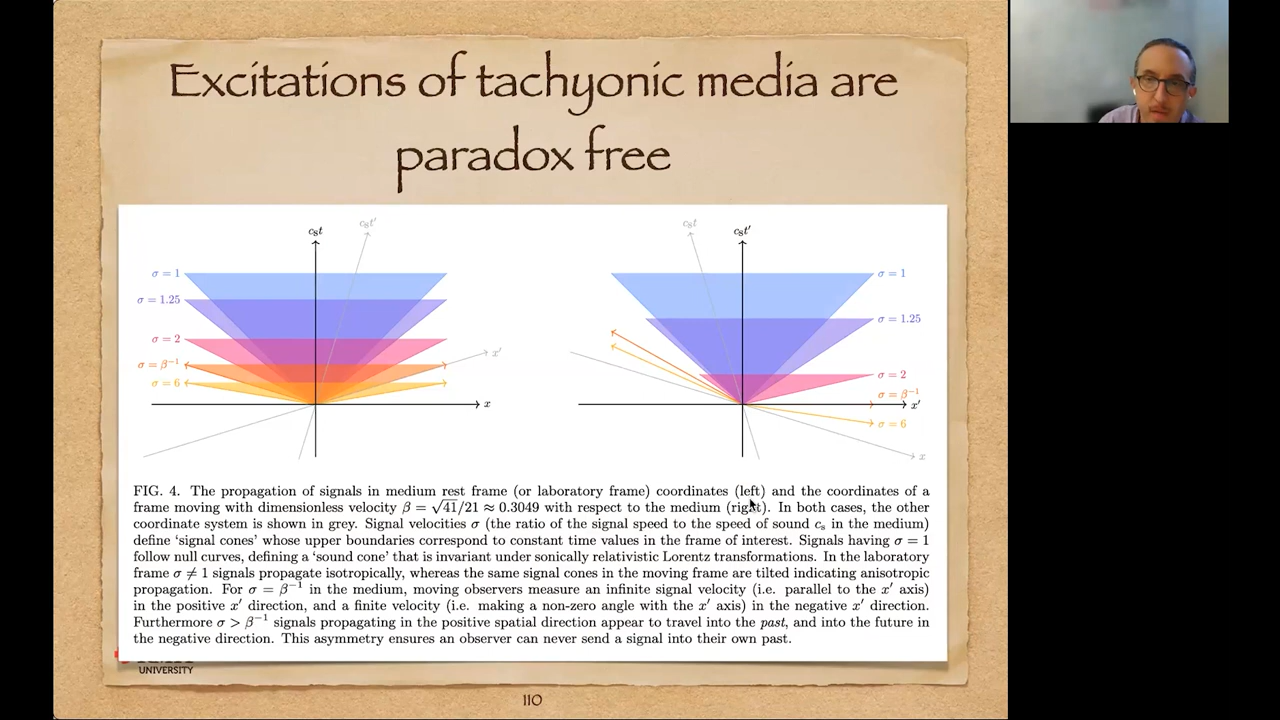 Excitations of tachyonic media are
paradox free
cₛt
cₛt′
σ = 1
σ = 1.25
σ = 2
σ = β⁻¹
σ = 6
x′
x
cₛt
cₛt′
σ = 1
σ = 1.25
σ = 2
σ = β⁻¹
x′
σ = 6
x
FIG. 4. The propagation of signals in medium rest frame (or laboratory frame) coordinates (left) and the coordinates of a
frame moving with dimensionless velocity β = √41/21 ≈ 0.3049 with respect to the medium (right). In both cases, the other
coordinate system is shown in grey. Signal velocities σ (the ratio of the signal speed to the speed of sound cₛ in the medium)
define ‘signal cones’ whose upper boundaries correspond to constant time values in the frame of interest. Signals having σ = 1
follow null curves, defining a ‘sound cone’ that is invariant under sonically relativistic Lorentz transformations. In the laboratory
frame σ ≠ 1 signals propagate isotropically, whereas the same signal cones in the moving frame are tilted indicating anisotropic
propagation. For σ = β⁻¹ in the medium, moving observers measure an infinite signal velocity (i.e. parallel to the x′ axis)
in the positive x′ direction, and a finite velocity (i.e. making a non-zero angle with the x′ axis) in the negative x′ direction.
Furthermore σ > β⁻¹ signals propagating in the positive spatial direction appear to travel into the past, and into the future in
the negative direction. This asymmetry ensures an observer can never send a signal into their own past.
UNIVERSITY
110